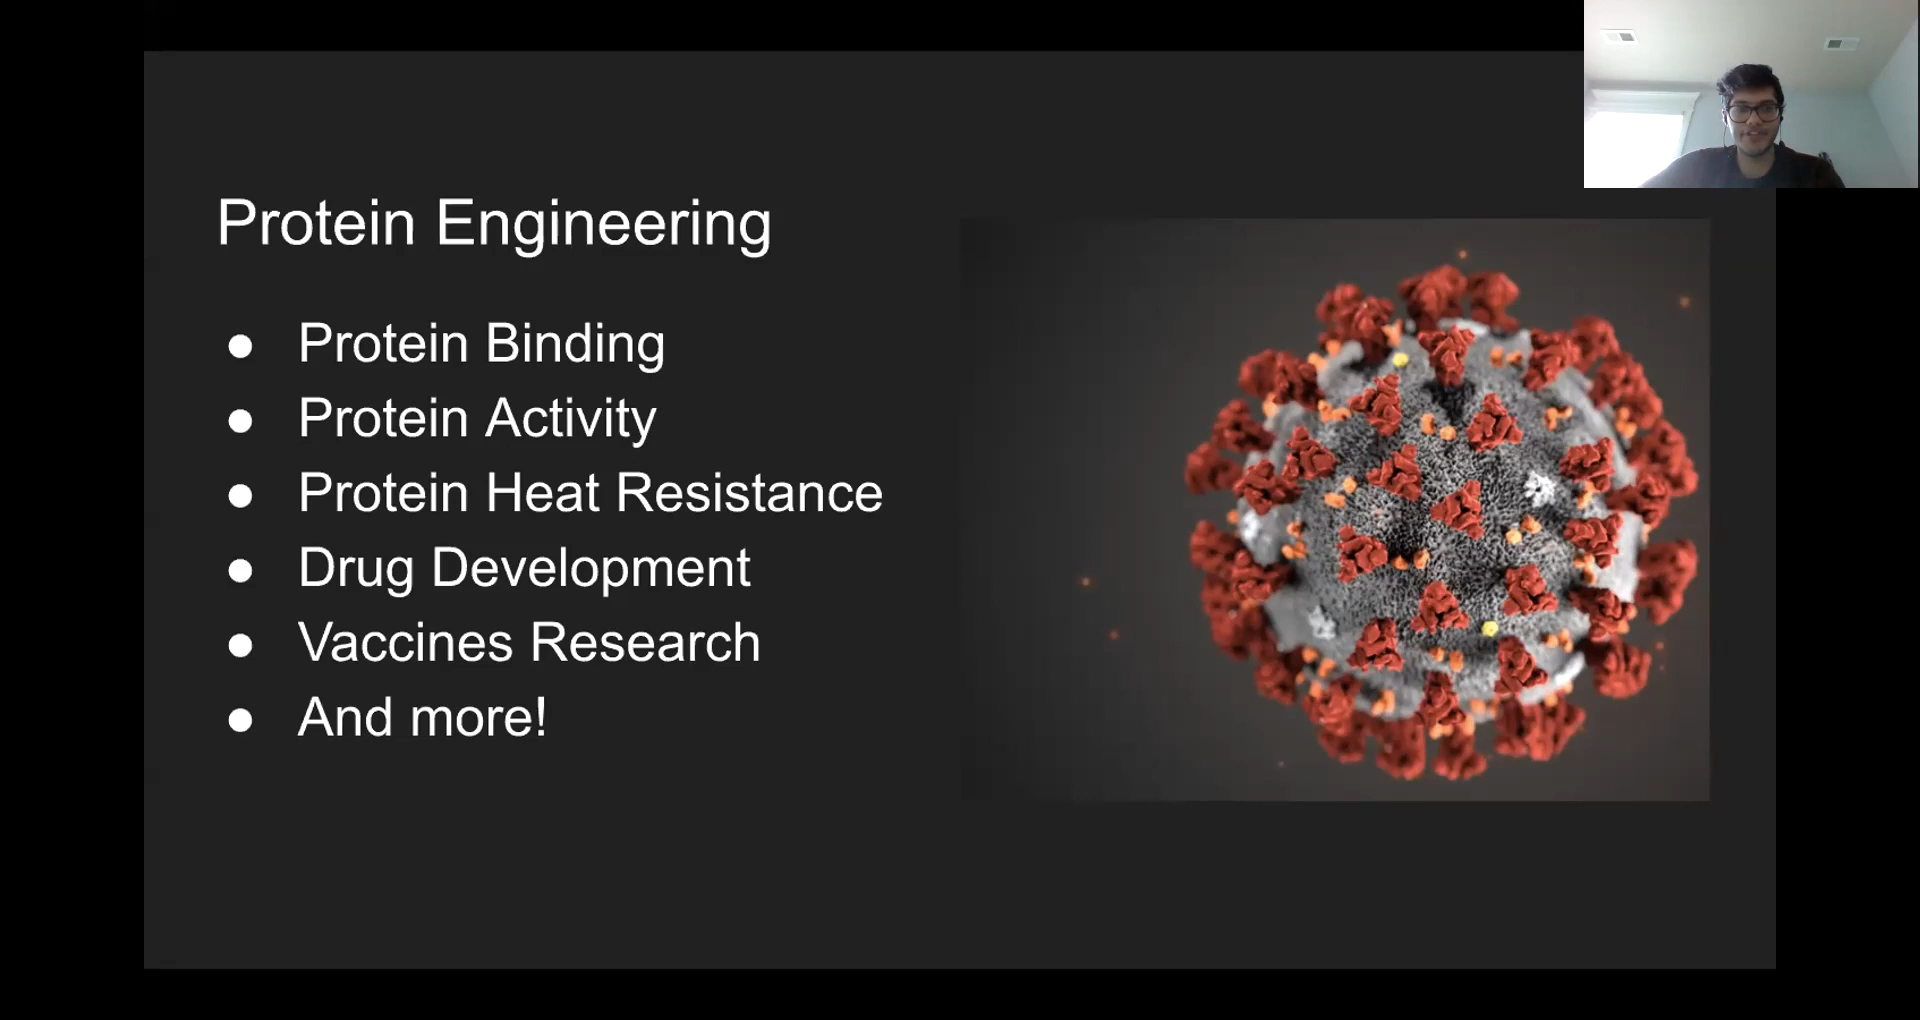 Protein Engineering
● Protein Binding
● Protein Activity
● Protein Heat Resistance
● Drug Development
● Vaccines Research
● And more!